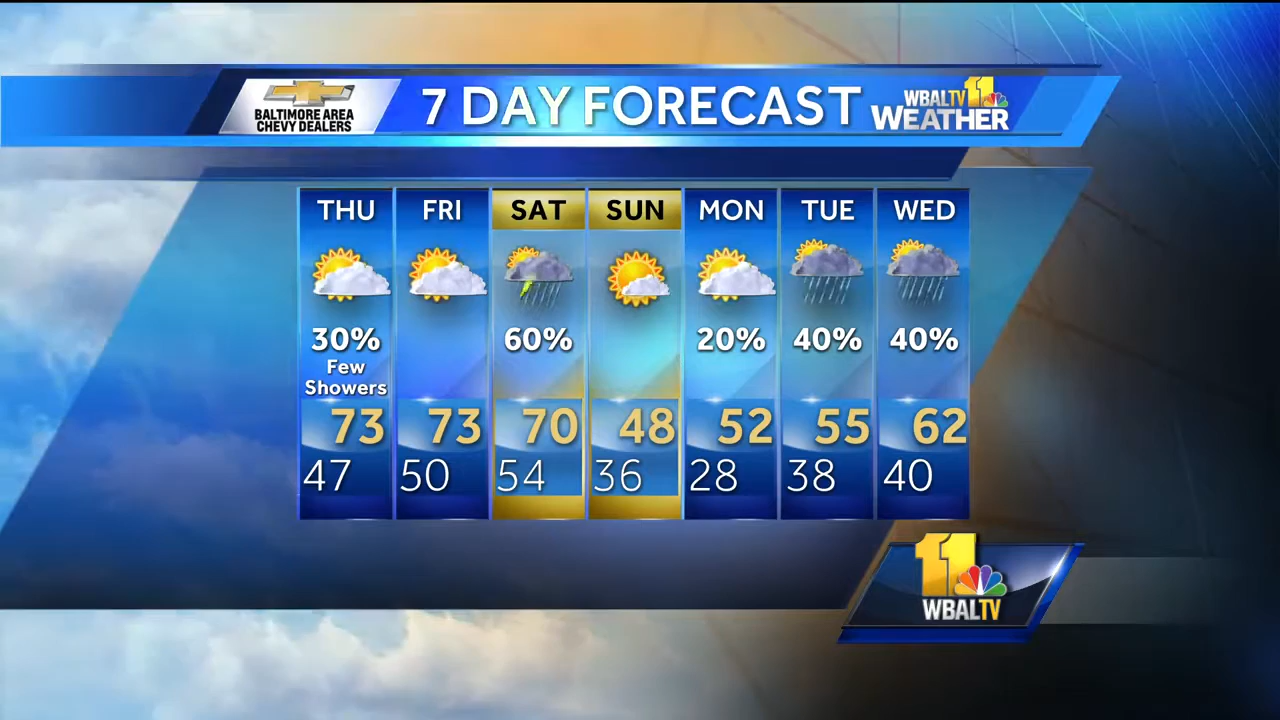 BALTIMORE AREA
CHEVY DEALERS
7 DAY FORECAST
WBALTV 11
WEATHER
THU FRI SAT SUN MON TUE WED
30% 60% 20% 40% 40%
Few
Showers
73 73 70 48 52 55 62
47 50 54 36 28 38 40
11
WBALTV